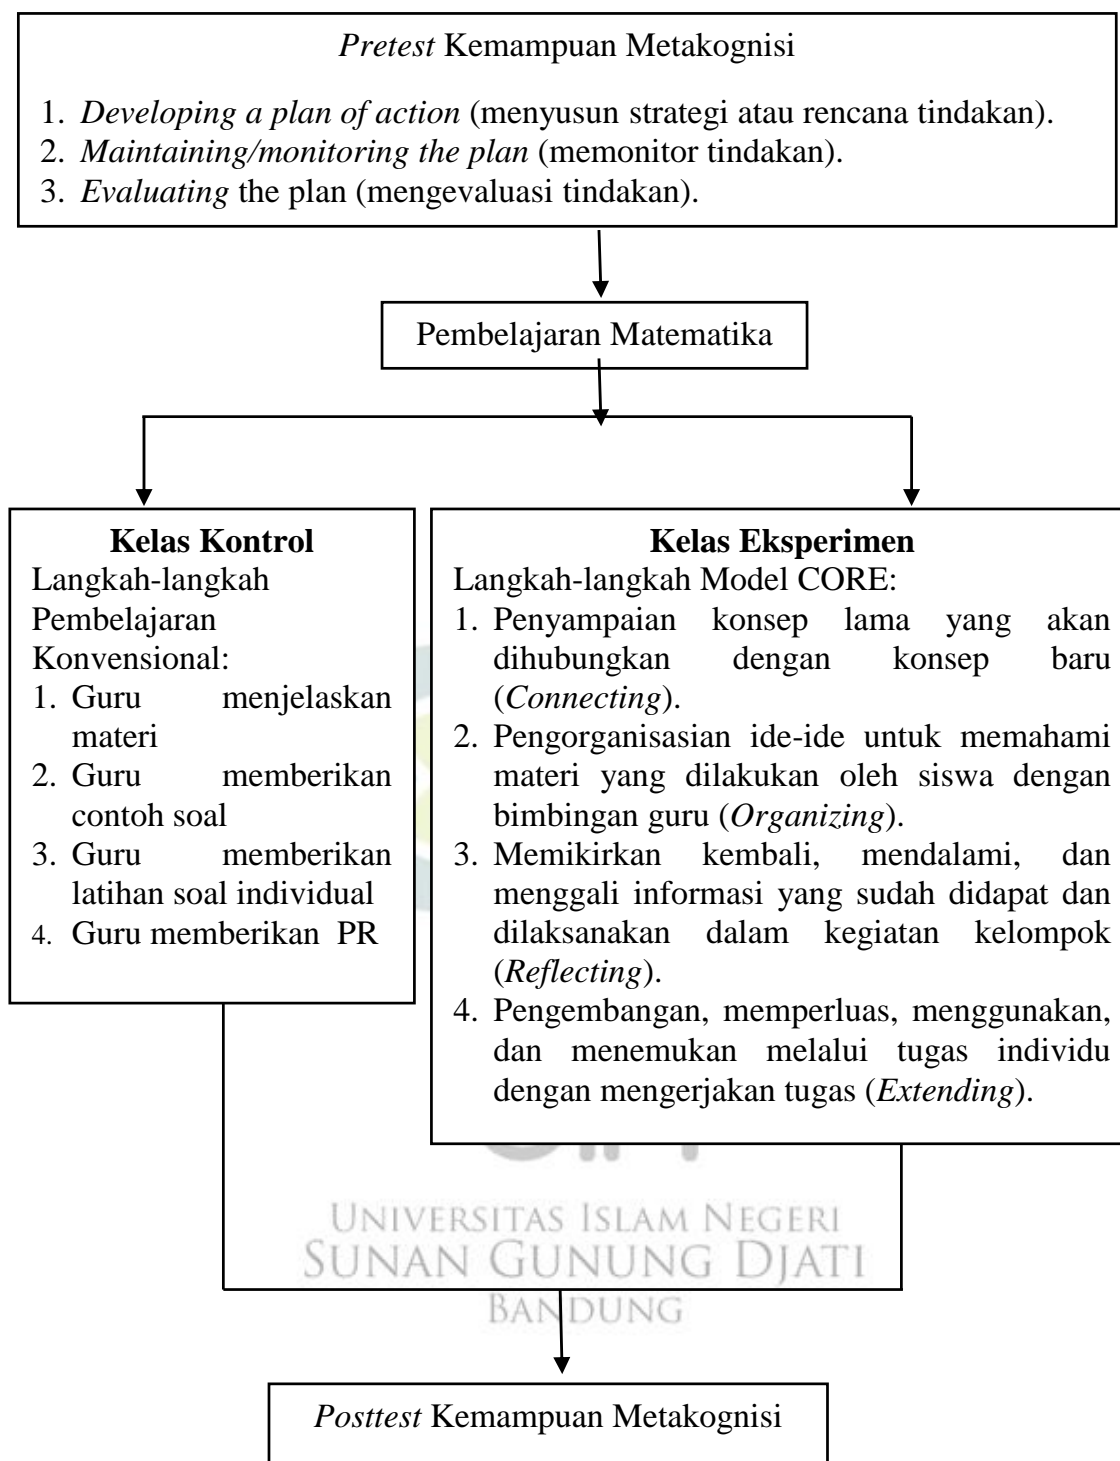 Pretest Kemampuan Metakognisi
1. Developing a plan of action (menyusun strategi atau rencana tindakan).
2. Maintaining/monitoring the plan (memonitor tindakan).
3. Evaluating the plan (mengevaluasi tindakan).
Pembelajaran Matematika
Kelas Kontrol
Langkah-langkah
Pembelajaran
Konvensional:
1. Guru menjelaskan
materi
2. Guru memberikan
contoh soal
3. Guru memberikan
latihan soal individual
4. Guru memberikan PR
Kelas Eksperimen
Langkah-langkah Model CORE:
1. Penyampaian konsep lama yang akan
dihubungkan dengan konsep baru
(Connecting).
2. Pengorganisasian ide-ide untuk memahami
materi yang dilakukan oleh siswa dengan
bimbingan guru (Organizing).
3. Memikirkan kembali, mendalami, dan
menggali informasi yang sudah didapat dan
dilaksanakan dalam kegiatan kelompok
(Reflecting).
4. Pengembangan, memperluas, menggunakan,
dan menemukan melalui tugas individu
dengan mengerjakan tugas (Extending).
UNIVERSITAS ISLAM NEGERI
SUNAN GUNUNG DJATI
BANDUNG
Posttest Kemampuan Metakognisi